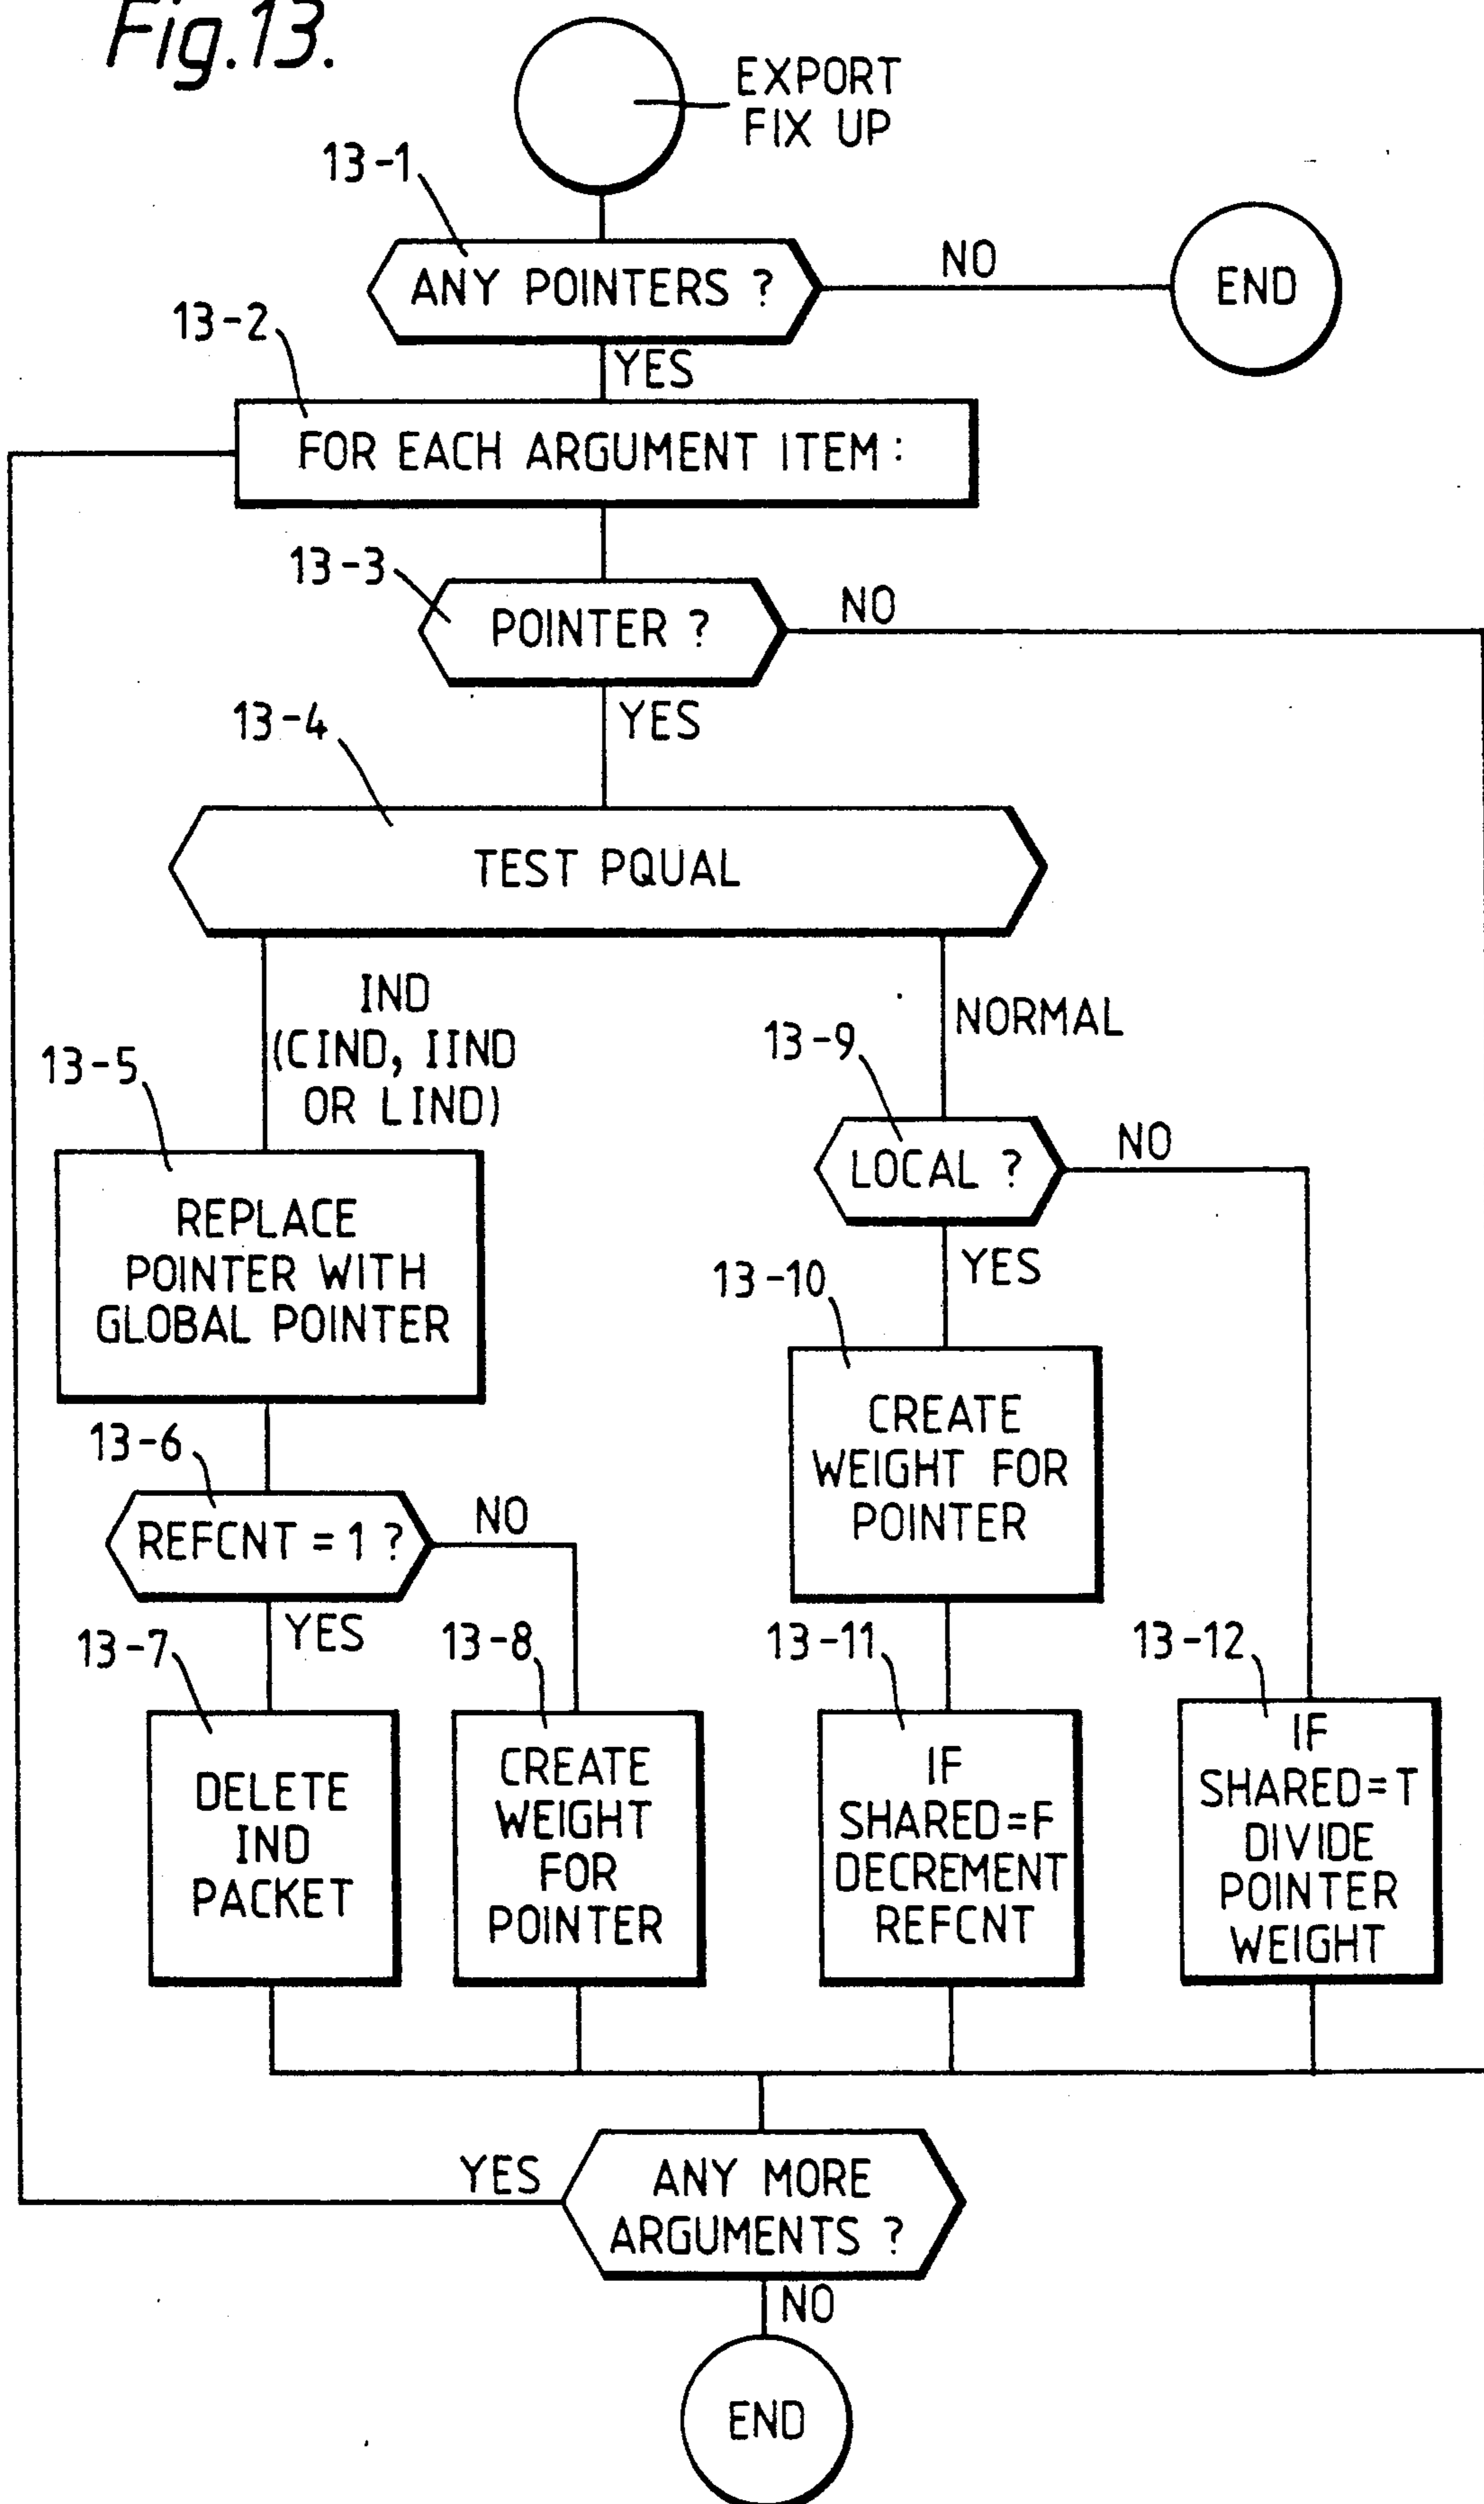 Fig.13.
EXPORT
FIX UP
13-1
ANY POINTERS ?
NO
END
13-2
YES
FOR EACH ARGUMENT ITEM :
13-3
POINTER ?
NO
13-4
YES
TEST PQUAL
IND
(CIND, IIND
OR LIND)
NORMAL
13-5
13-9
REPLACE
POINTER WITH
GLOBAL POINTER
LOCAL ?
NO
YES
13-10
CREATE
WEIGHT FOR
POINTER
13-6
REFCNT = 1 ?
NO
YES
13-7
13-8
13-11
13-12
DELETE
IND
PACKET
CREATE
WEIGHT
FOR
POINTER
IF
SHARED=F
DECREMENT
REFCNT
IF
SHARED=T
DIVIDE
POINTER
WEIGHT
YES
ANY MORE
ARGUMENTS ?
NO
END